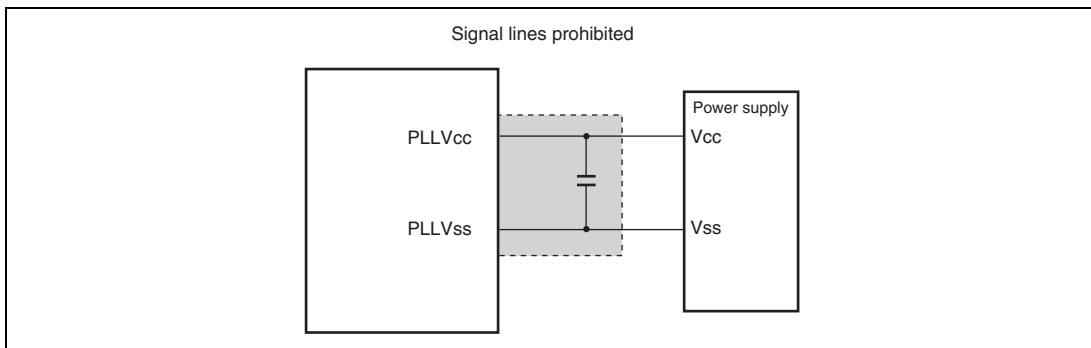 Signal lines prohibited
Power supply
PLLVcc
Vcc
PLLVss
Vss